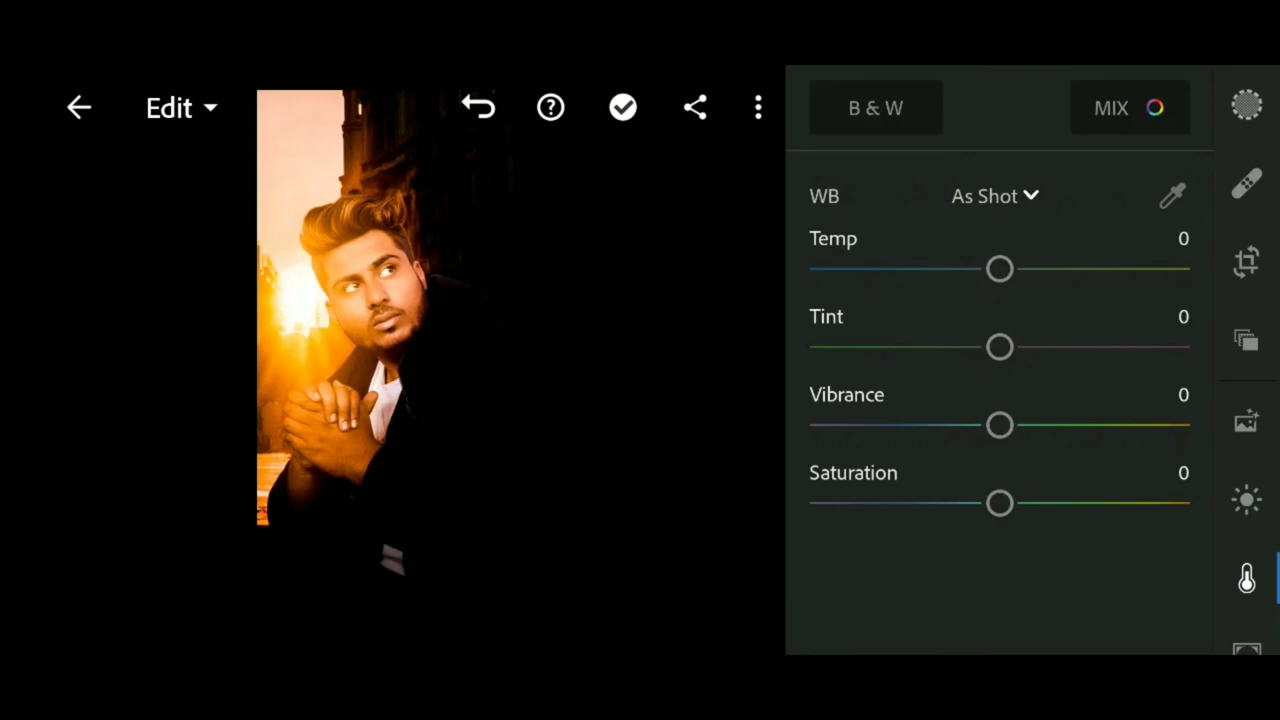 Edit
B & W
MIX
WB
As Shot
Temp
0
Tint
0
Vibrance
0
Saturation
0